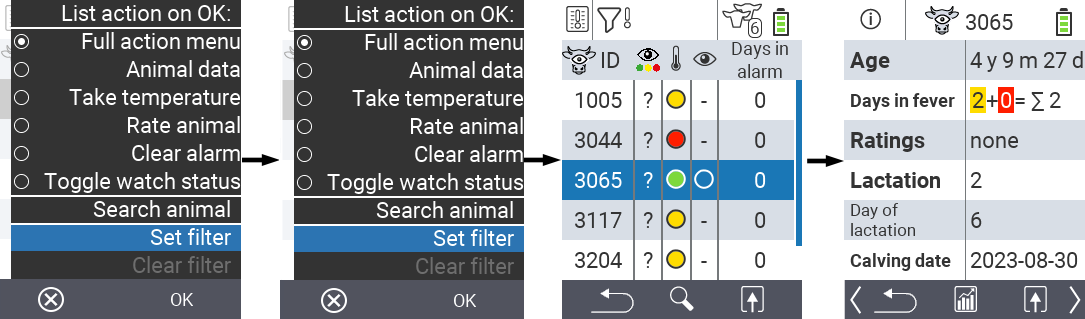 List action on OK:
Full action menu
Animal data
Take temperature
Rate animal
Clear alarm
Toggle watch status
Search animal
Set filter
Clear filter
OK
List action on OK:
Full action menu
Animal data
Take temperature
Rate animal
Clear alarm
Toggle watch status
Search animal
Set filter
Clear filter
OK
6
ID Days in
alarm
1005 ? - 0
3044 ? - 0
3065 ? 0
3117 ? - 0
3204 ? - 0
3065
Age 4 y 9 m 27 d
Days in fever 2+0= ∑ 2
Ratings none
Lactation 2
Day of
lactation 6
Calving date 2023-08-30